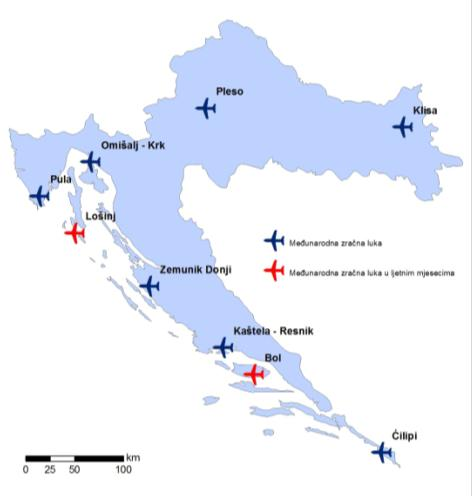 Pleso
Klisa
Omišalj - Krk
Pula
Lošinj
Međunarodna zračna luka
Zemunik Donji
Međunarodna zračna luka u ljetnim mjesecima
Kaštela - Resnik
Bol
Ćilipi
km
0 25 50 100